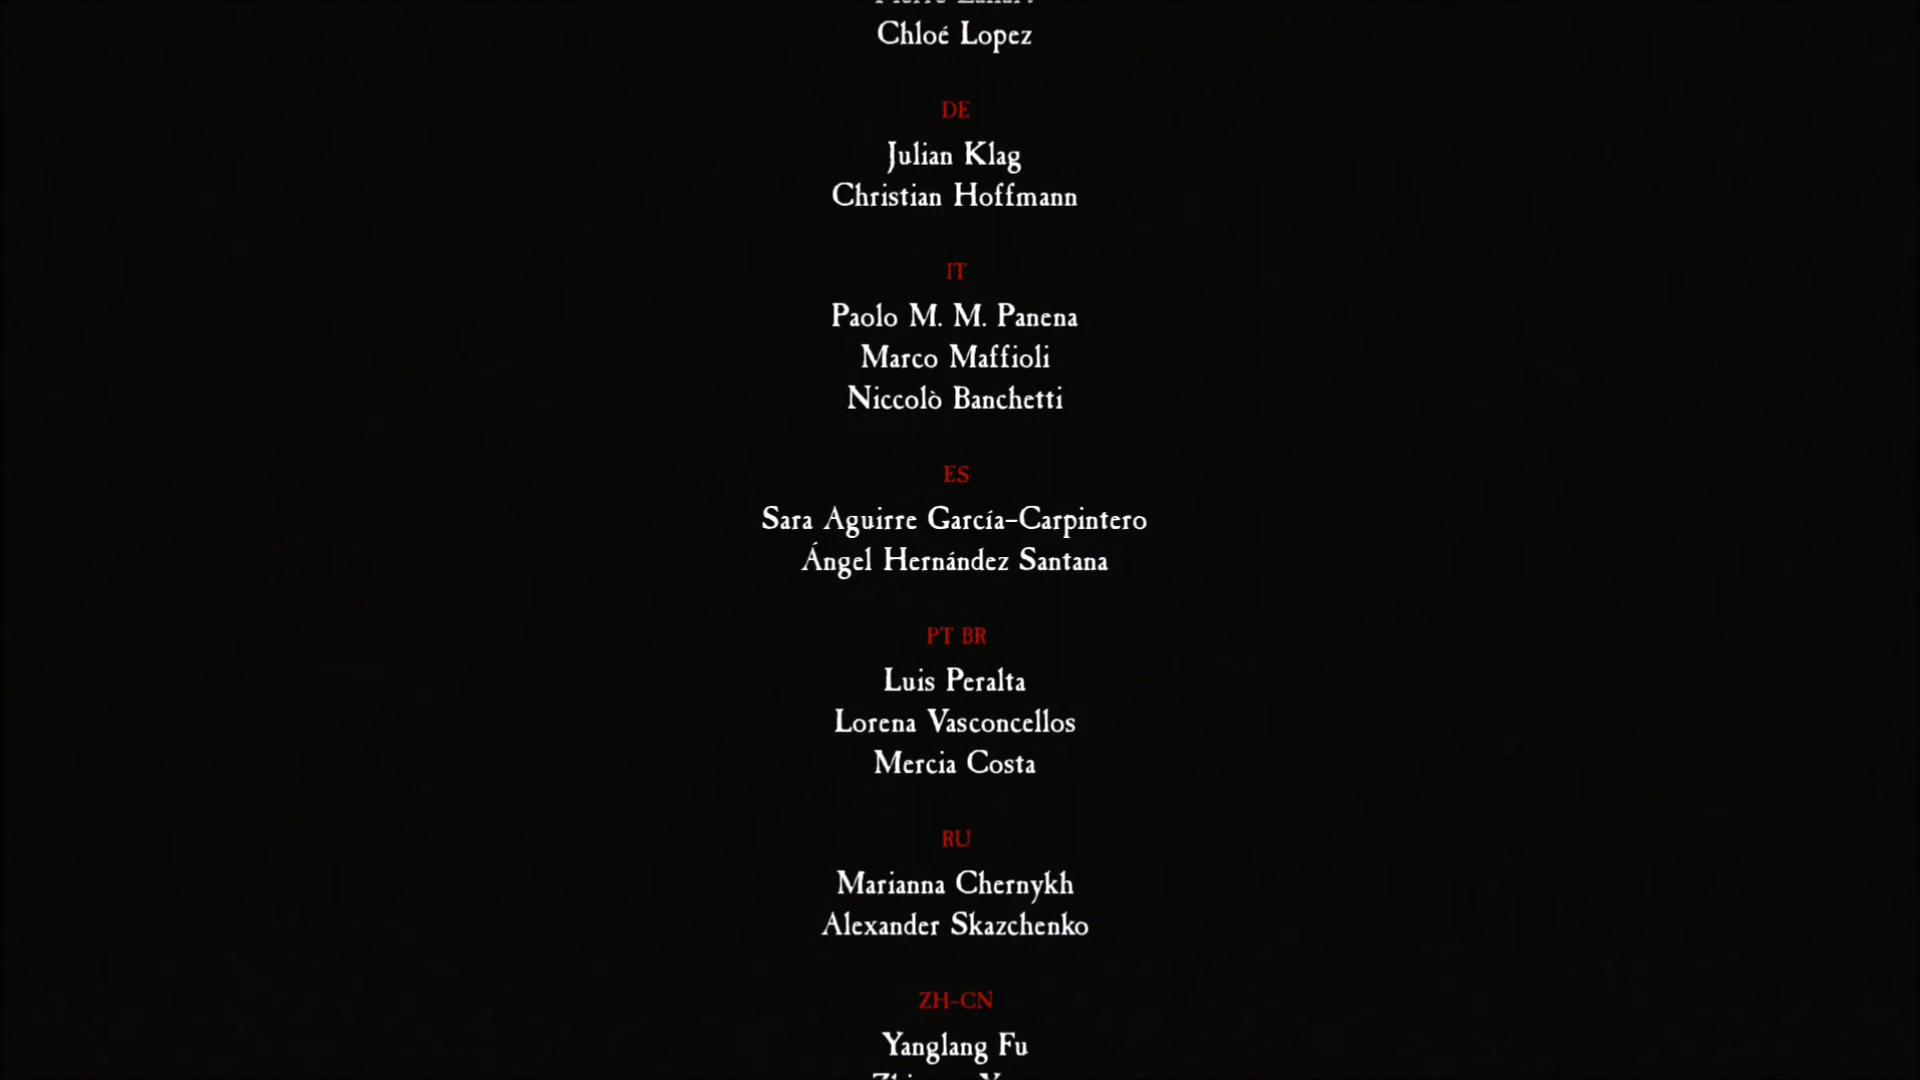 Chloé Lopez
DE
Julian Klag
Christian Hoffmann
IT
Paolo M. M. Panena
Marco Maffioli
Niccolò Banchetti
ES
Sara Aguirre García-Carpintero
Ángel Hernández Santana
PT BR
Luis Peralta
Lorena Vasconcellos
Mercia Costa
RU
Marianna Chernykh
Alexander Skazchenko
ZH-CN
Yanglang Fu